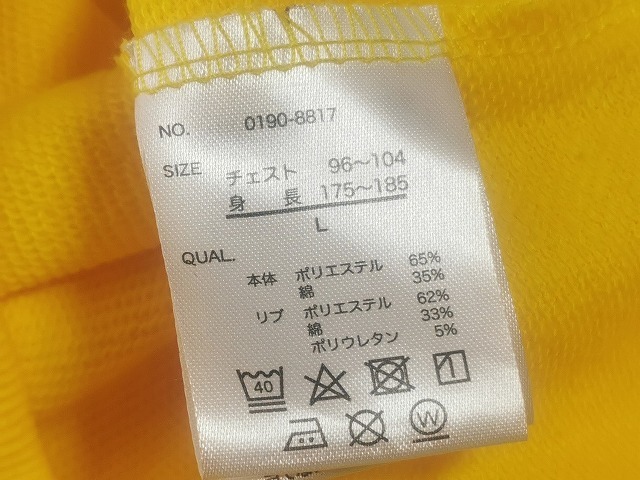 NO. 0190-8817
SIZE チェスト 96～104
身長 175～185
L
QUAL.
本体 ポリエステル 65%
綿 35%
リブ ポリエステル 62%
綿 33%
ポリウレタン 5%
40
W